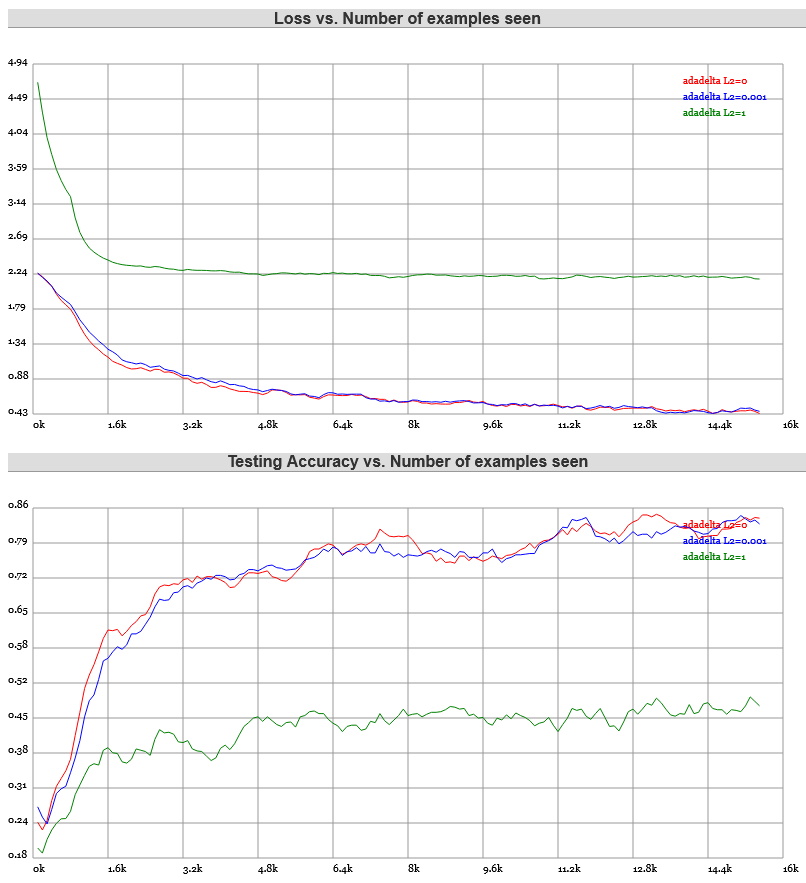 Loss vs. Number of examples seen
4.94
adadelta L2=0
4.49
adadelta L2=0.001
adadelta L2=1
4.04
3.59
3.14
2.69
2.24
1.79
1.34
0.88
0.43
0k 1.6k 3.2k 4.8k 6.4k 8k 9.6k 11.2k 12.8k 14.4k 16k
Testing Accuracy vs. Number of examples seen
0.86
adadelta L2=0
0.79
adadelta L2=0.001
adadelta L2=1
0.72
0.65
0.58
0.52
0.45
0.38
0.31
0.24
0.18
0k 1.6k 3.2k 4.8k 6.4k 8k 9.6k 11.2k 12.8k 14.4k 16k